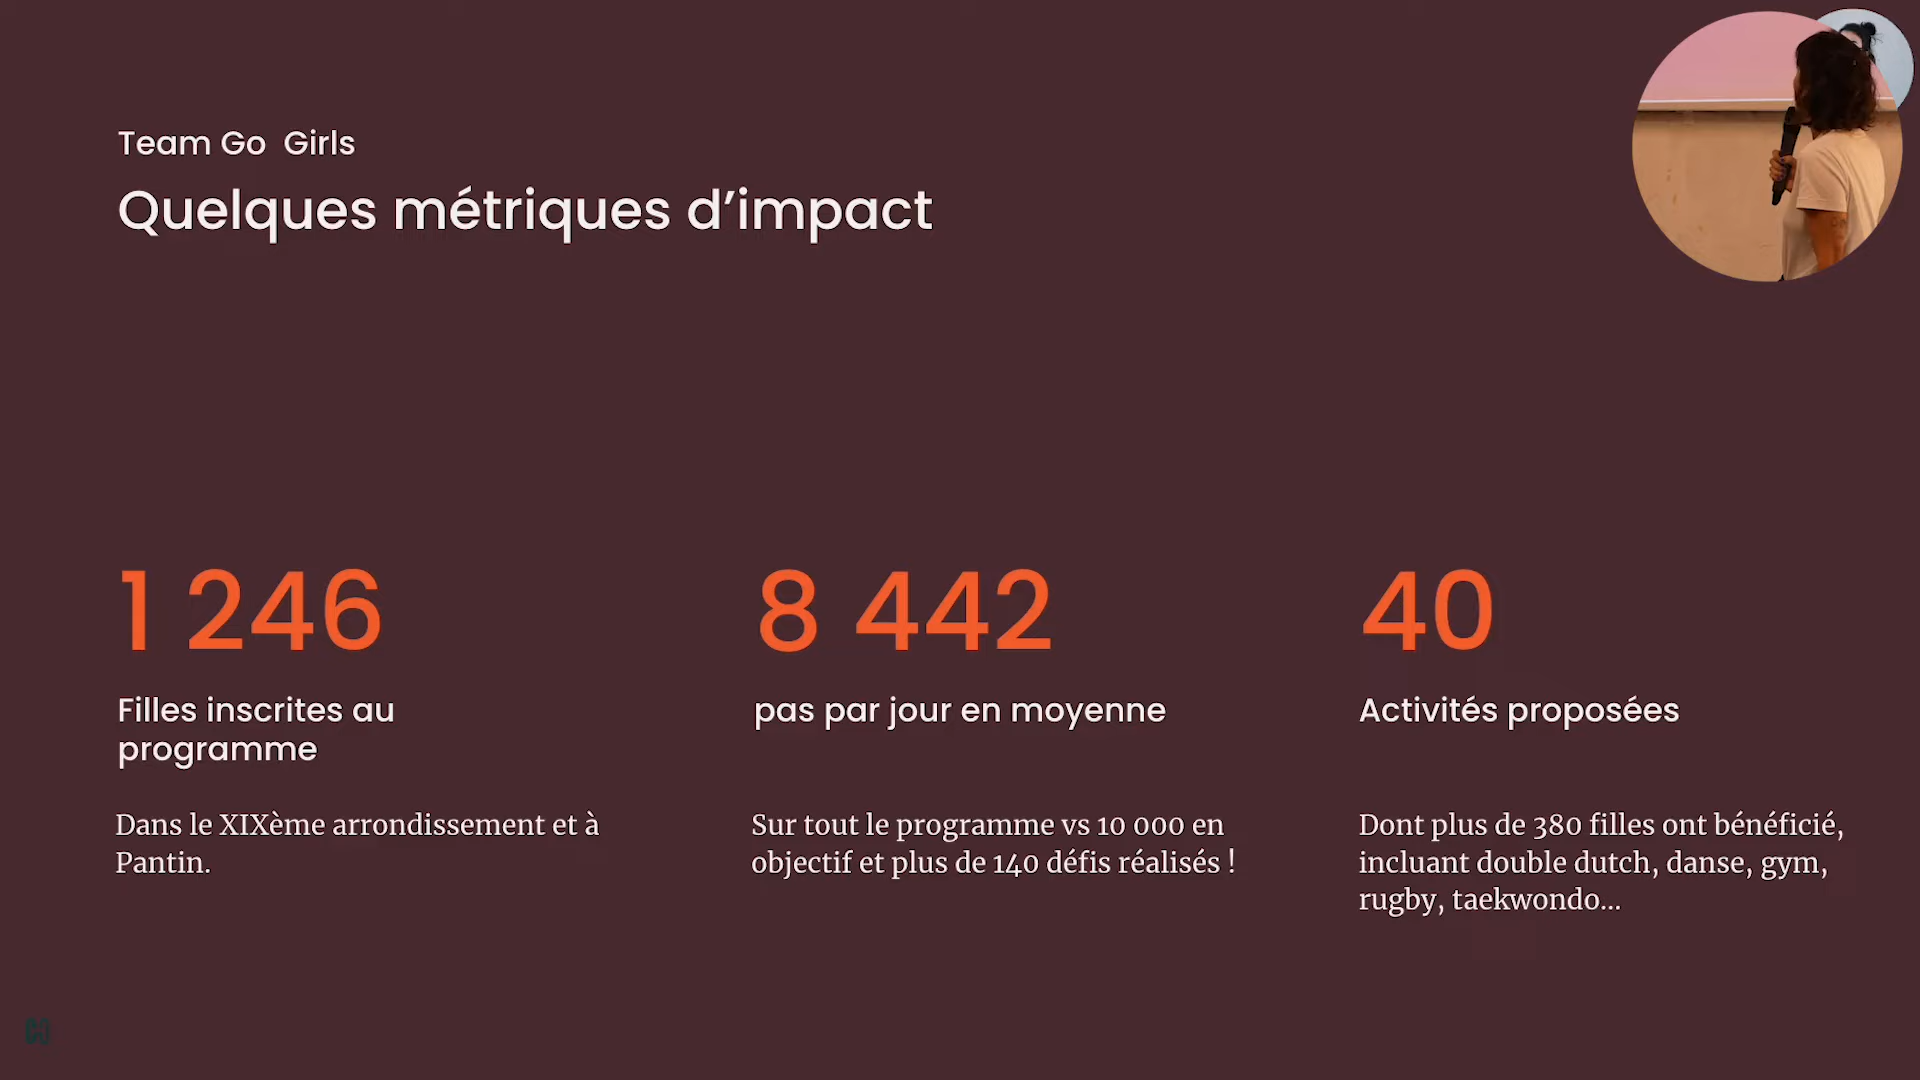 Team Go  Girls
Quelques métriques d’impact
1 246
Filles inscrites au
programme
Dans le XIXème arrondissement et à
Pantin.
8 442
pas par jour en moyenne
Sur tout le programme vs 10 000 en
objectif et plus de 140 défis réalisés !
40
Activités proposées
Dont plus de 380 filles ont bénéficié,
incluant double dutch, danse, gym,
rugby, taekwondo...